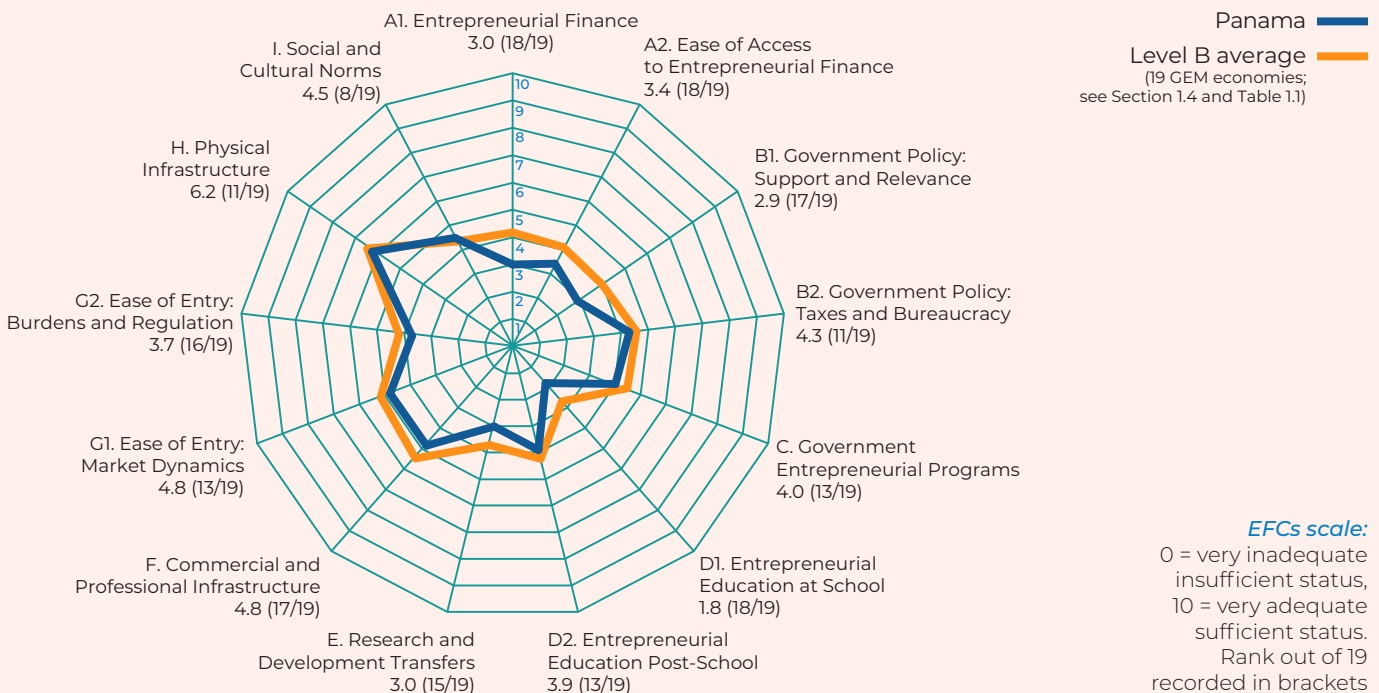 A1. Entrepreneurial Finance
3.0 (18/19)
A2. Ease of Access
to Entrepreneurial Finance
3.4 (18/19)
B1. Government Policy:
Support and Relevance
2.9 (17/19)
B2. Government Policy:
Taxes and Bureaucracy
4.3 (11/19)
C. Government
Entrepreneurial Programs
4.0 (13/19)
D1. Entrepreneurial
Education at School
1.8 (18/19)
D2. Entrepreneurial
Education Post-School
3.9 (13/19)
E. Research and
Development Transfers
3.0 (15/19)
F. Commercial and
Professional Infrastructure
4.8 (17/19)
G1. Ease of Entry:
Market Dynamics
4.8 (13/19)
G2. Ease of Entry:
Burdens and Regulation
3.7 (16/19)
H. Physical
Infrastructure
6.2 (11/19)
I. Social and
Cultural Norms
4.5 (8/19)
10
9
8
7
6
5
4
3
2
1
Panama
Level B average
(19 GEM economies;
see Section 1.4 and Table 1.1)
EFCs scale:
0 = very inadequate
insufficient status,
10 = very adequate
sufficient status.
Rank out of 19
recorded in brackets